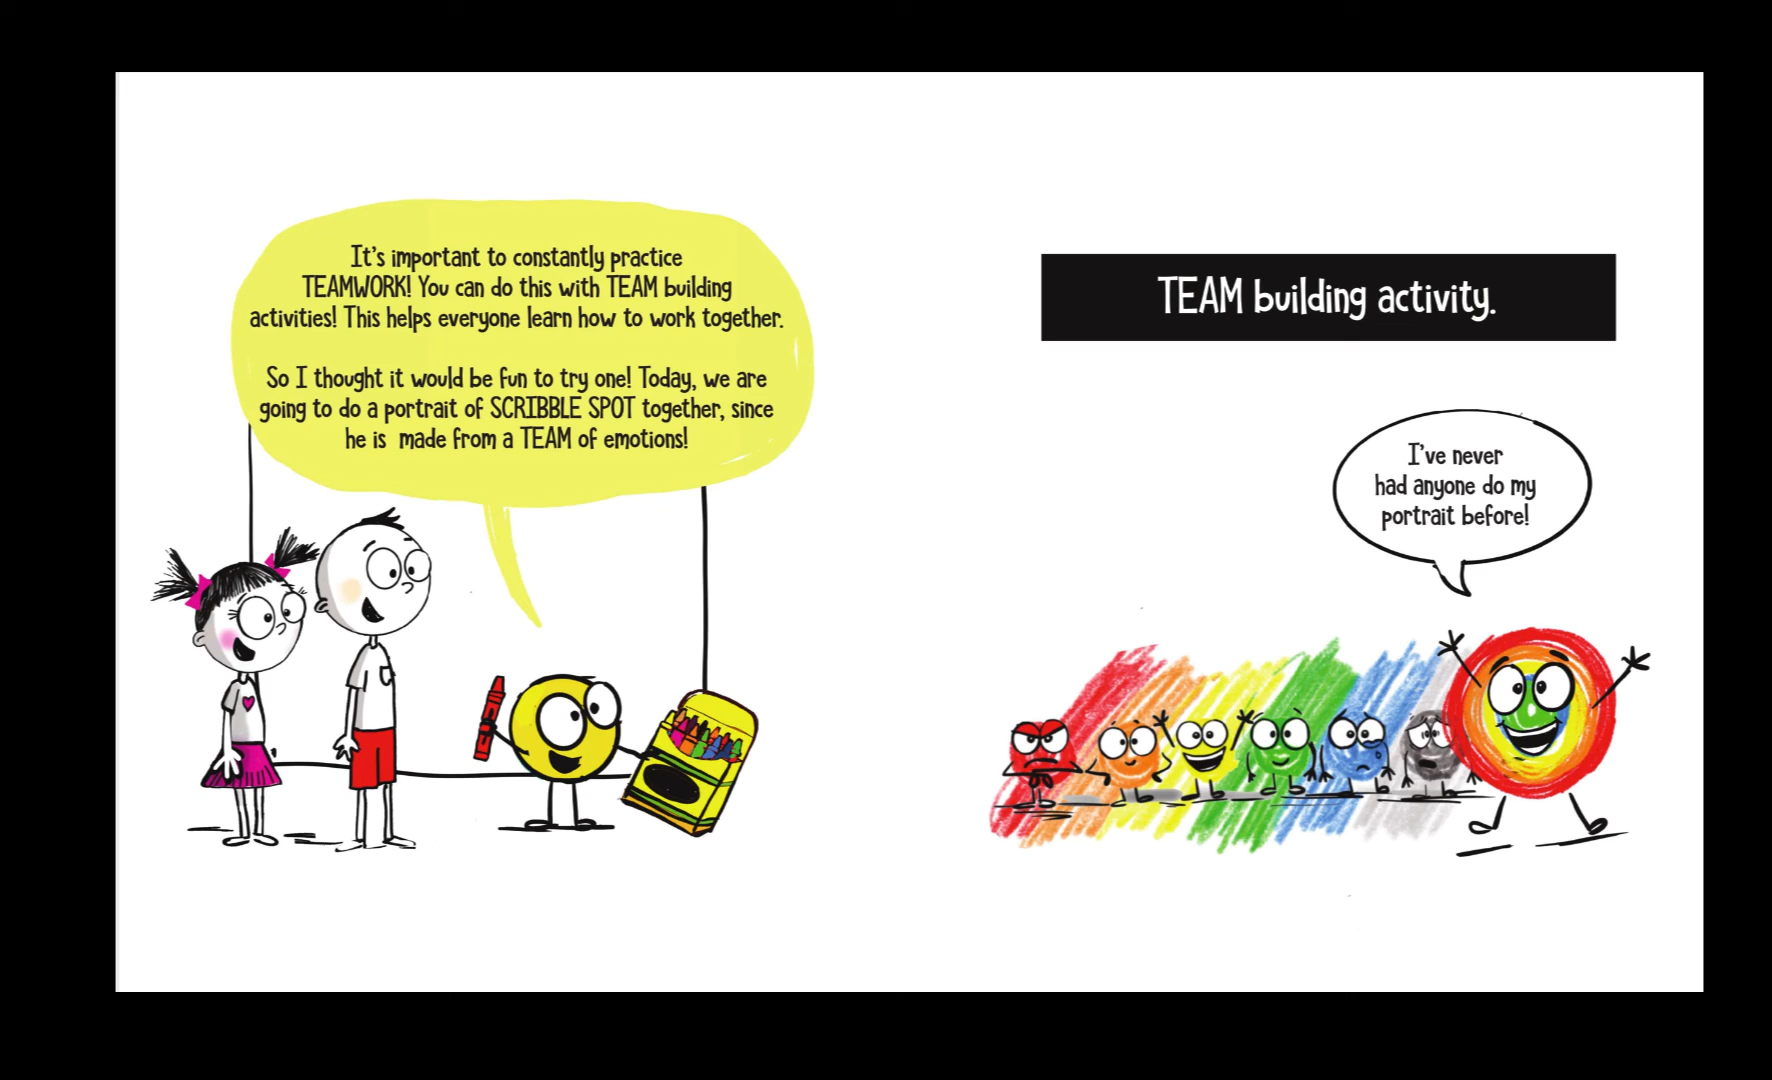 It's important to constantly practice
TEAMWORK! You can do this with TEAM building
activities! This helps everyone learn how to work together.
So I thought it would be fun to try one! Today, we are
going to do a portrait of SCRIBBLE SPOT together, since
he is made from a TEAM of emotions!
TEAM building activity.
I've never
had anyone do my
portrait before!